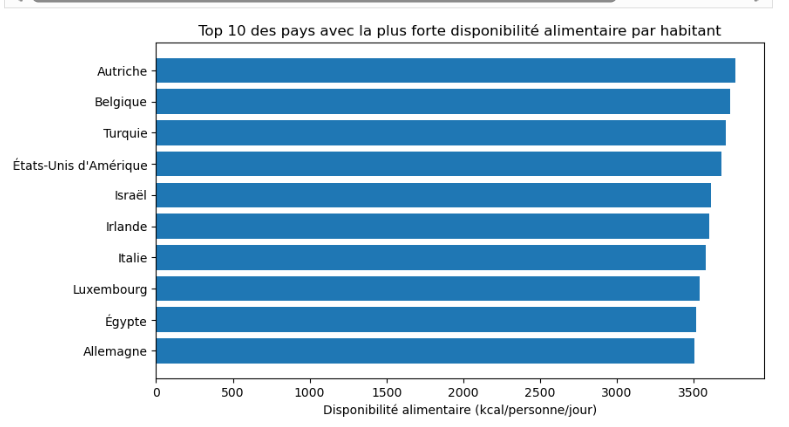 Top 10 des pays avec la plus forte disponibilité alimentaire par habitant
Autriche
Belgique
Turquie
États-Unis d'Amérique
Israël
Irlande
Italie
Luxembourg
Égypte
Allemagne
0 500 1000 1500 2000 2500 3000 3500
Disponibilité alimentaire (kcal/personne/jour)